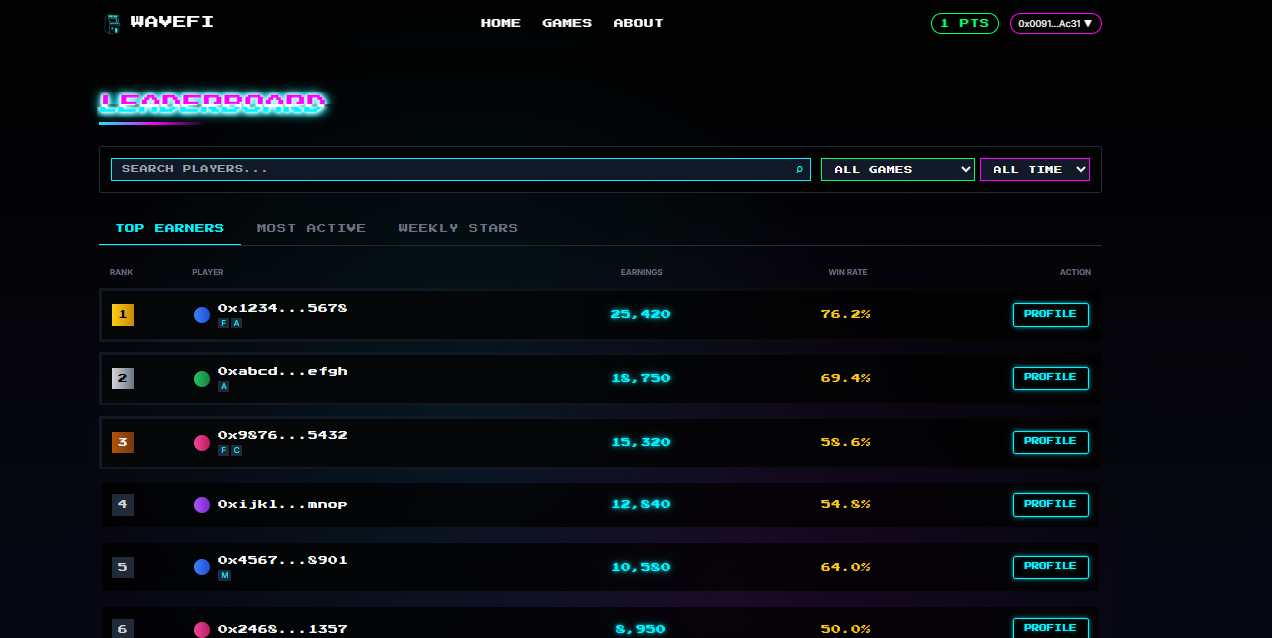 WAVEFI
HOME GAMES ABOUT
1 PTS
0x0091...Ac31 ▼
LEADERBOARD
SEARCH PLAYERS...
ALL GAMES
ALL TIME
TOP EARNERS MOST ACTIVE WEEKLY STARS
RANK PLAYER EARNINGS WIN RATE ACTION
1 0x1234...5678 25,420 76.2% PROFILE
F A
2 0xabcd...efgh 18,750 69.4% PROFILE
A
3 0x9876...5432 15,320 58.6% PROFILE
F C
4 0xijkl...mnop 12,840 54.8% PROFILE
5 0x4567...8901 10,580 64.0% PROFILE
M
6 0x2468...1357 8,950 50.0% PROFILE